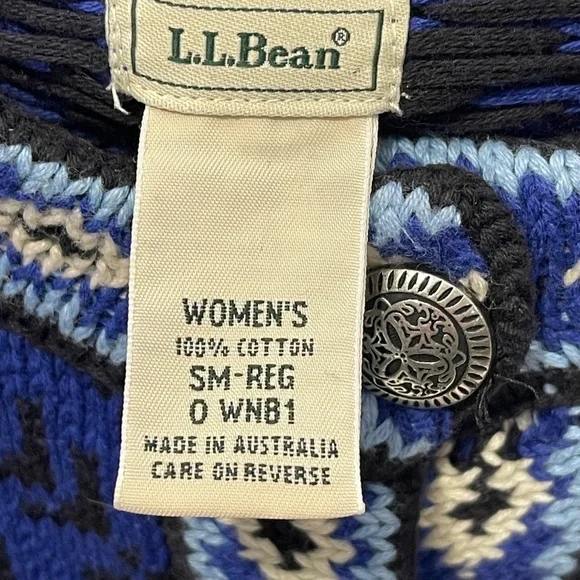 L.L.Bean®
WOMEN'S
100% COTTON
SM-REG
0 WN81
MADE IN AUSTRALIA
CARE ON REVERSE